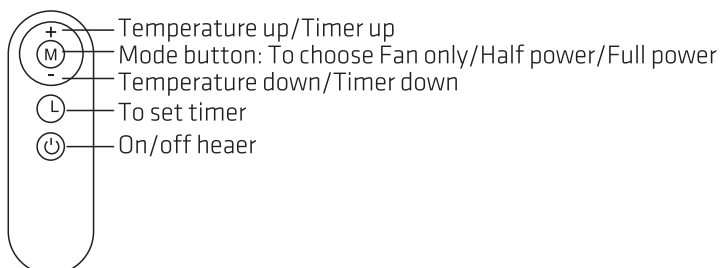 + Temperature up/Timer up
M Mode button: To choose Fan only/Half power/Full power
- Temperature down/Timer down
To set timer
On/off heaer